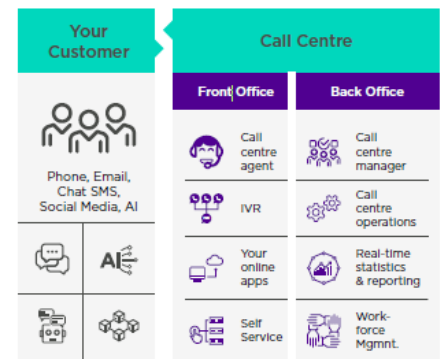 Your
Customer
Phone, Email,
Chat SMS,
Social Media, AI
AI
Call Centre
Front Office
Call
centre
agent
IVR
Your
online
apps
Self
Service
Back Office
Call
centre
manager
Call
centre
operations
Real-time
statistics
& reporting
Work-
force
Mgmnt.